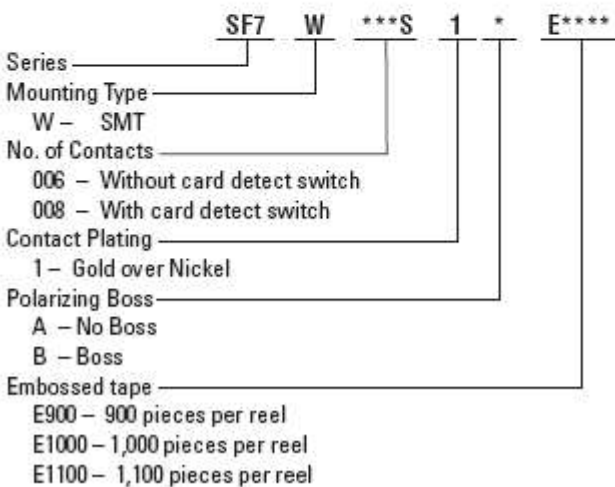 SF7 W ***S 1 * E****
Series
Mounting Type
W – SMT
No. of Contacts
006 – Without card detect switch
008 – With card detect switch
Contact Plating
1 – Gold over Nickel
Polarizing Boss
A – No Boss
B – Boss
Embossed tape
E900 – 900 pieces per reel
E1000 – 1,000 pieces per reel
E1100 – 1,100 pieces per reel